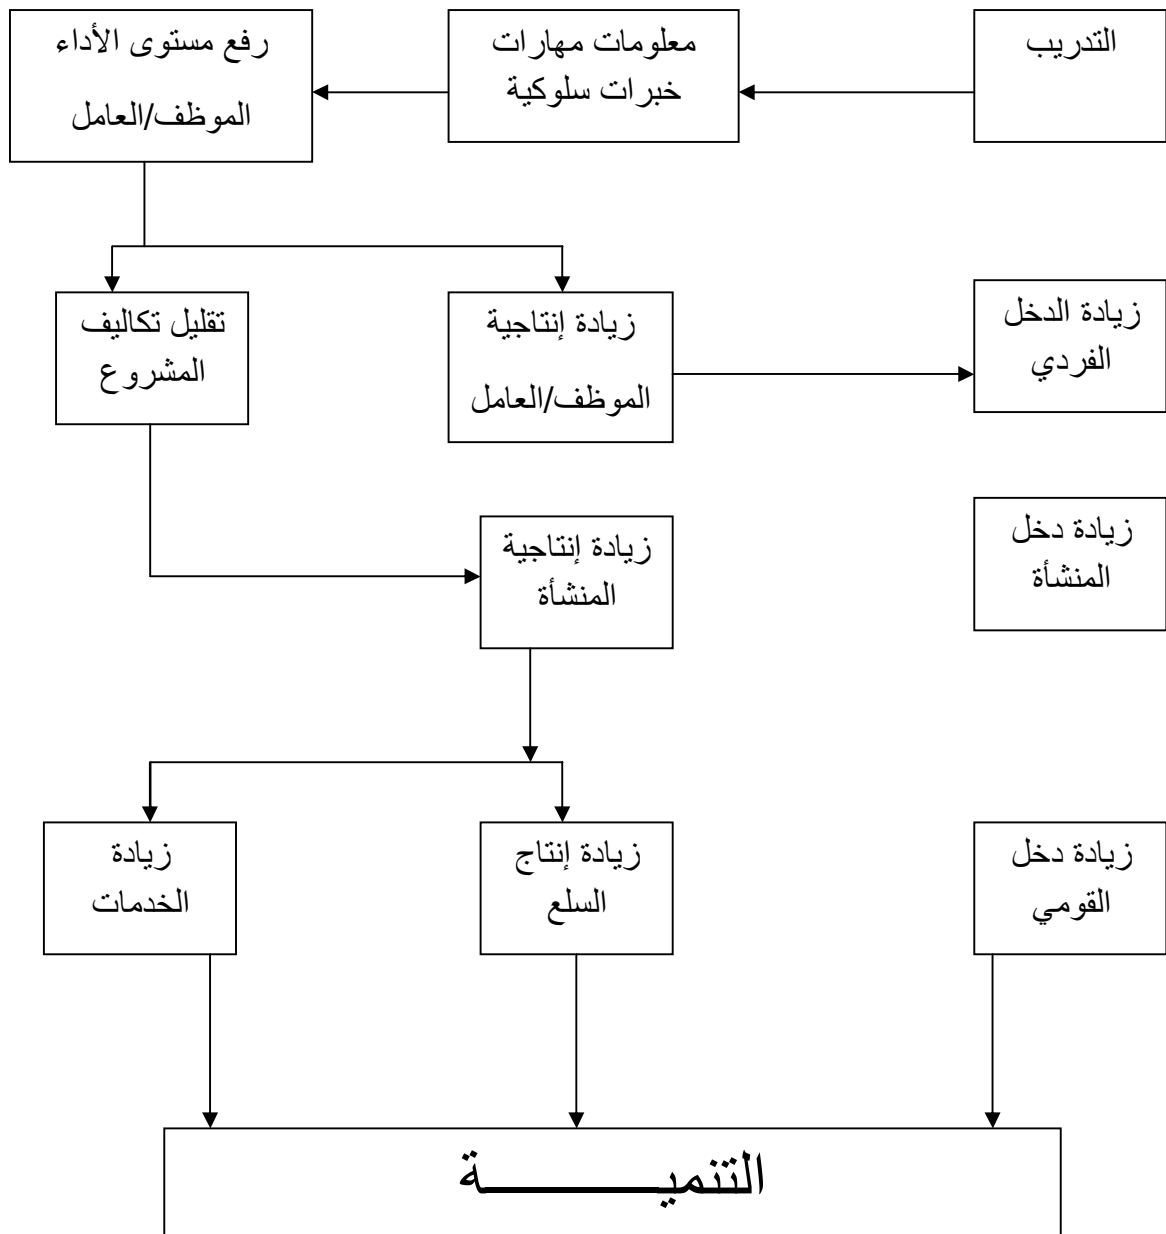 التدريب
معلومات مهارات
خبرات سلوكية
رفع مستوى الأداء
الموظف/العامل
زيادة الدخل
الفردي
زيادة إنتاجية
الموظف/العامل
تقليل تكاليف
المشروع
زيادة دخل
المنشأة
زيادة إنتاجية
المنشأة
زيادة دخل
القومي
زيادة إنتاج
السلع
زيادة
الخدمات
التنميــــــــــة